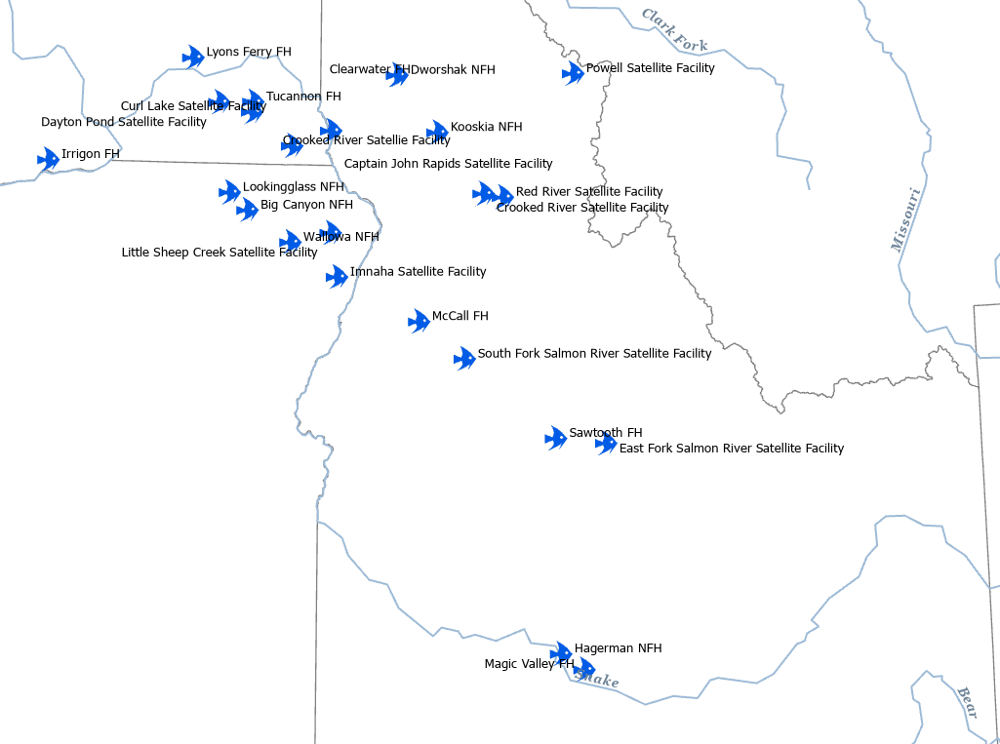 Clark Fork
Lyons Ferry FH
Clearwater FH
Dworshak NFH
Powell Satellite Facility
Tucannon FH
Curl Lake Satellite Facility
Dayton Pond Satellite Facility
Kooskia NFH
Crooked River Satellie Facility
Irrigon FH
Captain John Rapids Satellite Facility
Lookingglass NFH
Red River Satellite Facility
Big Canyon NFH
Crooked River Satellite Facility
Missouri
Wallowa NFH
Little Sheep Creek Satellite Facility
Imnaha Satellite Facility
McCall FH
South Fork Salmon River Satellite Facility
Sawtooth FH
East Fork Salmon River Satellite Facility
Hagerman NFH
Magic Valley FH
Snake
Bear